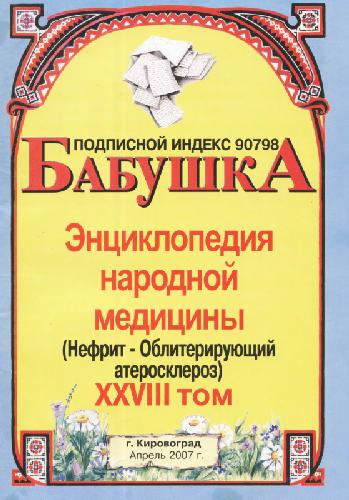 ПОДПИСНОЙ ИНДЕКС 90798
БАБУШКА
Энциклопедия
народной
медицины
(Нефрит - Облитерирующий
атеросклероз)
XXVIII том
г. Кировоград
Апрель 2007 г.